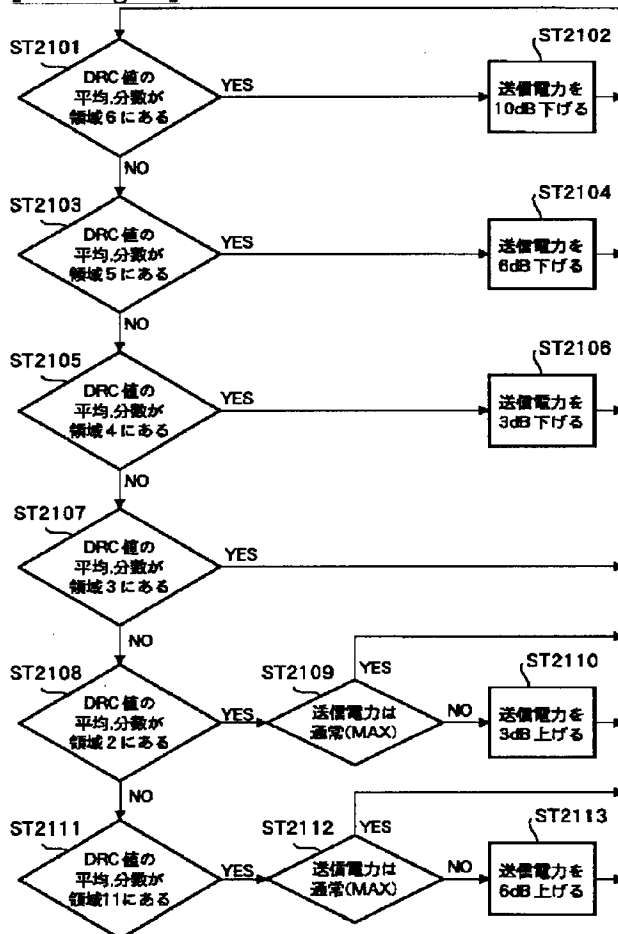 ST2101
DRC値の
平均,分散が
領域6にある
YES
ST2102
送信電力を
10dB下げる
NO
ST2103
DRC値の
平均,分散が
領域5にある
YES
ST2104
送信電力を
6dB下げる
NO
ST2105
DRC値の
平均,分散が
領域4にある
YES
ST2106
送信電力を
3dB下げる
NO
ST2107
DRC値の
平均,分散が
領域3にある
YES
NO
ST2108
DRC値の
平均,分散が
領域2にある
YES
ST2109
送信電力は
通常(MAX)
YES
NO
ST2110
送信電力を
3dB上げる
NO
ST2111
DRC値の
平均,分散が
領域11にある
YES
ST2112
送信電力は
通常(MAX)
YES
NO
ST2113
送信電力を
6dB上げる